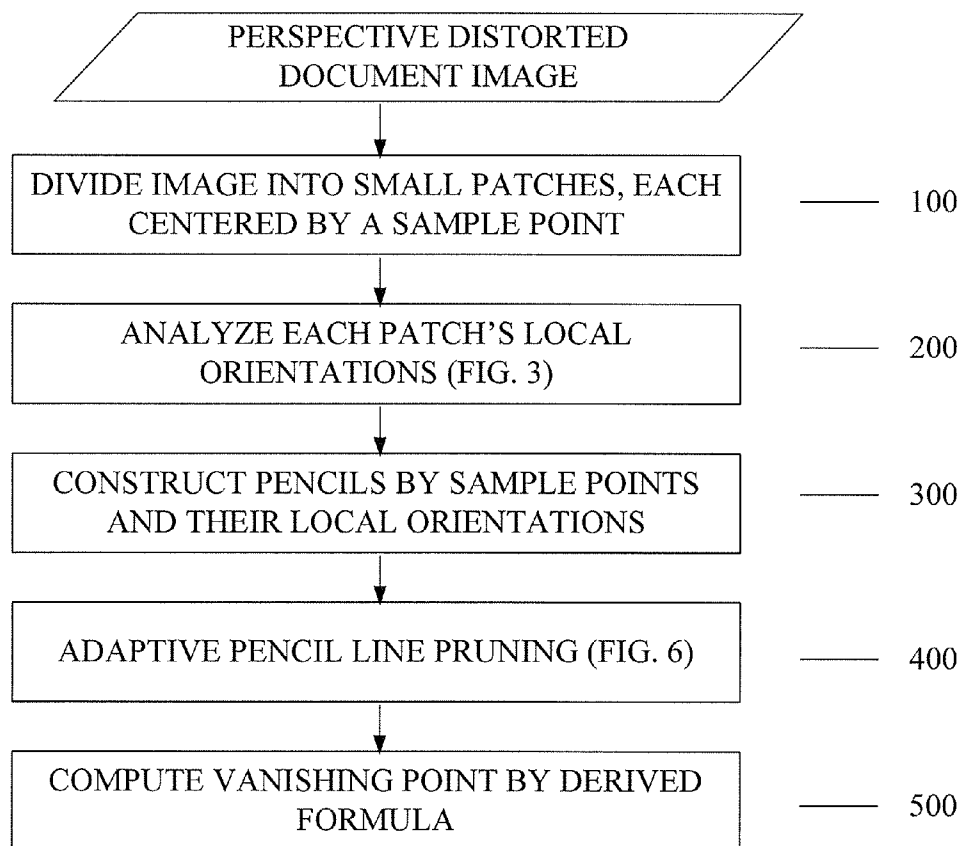 PERSPECTIVE DISTORTED
DOCUMENT IMAGE
DIVIDE IMAGE INTO SMALL PATCHES, EACH
CENTERED BY A SAMPLE POINT
100
ANALYZE EACH PATCH'S LOCAL
ORIENTATIONS (FIG. 3)
200
CONSTRUCT PENCILS BY SAMPLE POINTS
AND THEIR LOCAL ORIENTATIONS
300
ADAPTIVE PENCIL LINE PRUNING (FIG. 6)
400
COMPUTE VANISHING POINT BY DERIVED
FORMULA
500